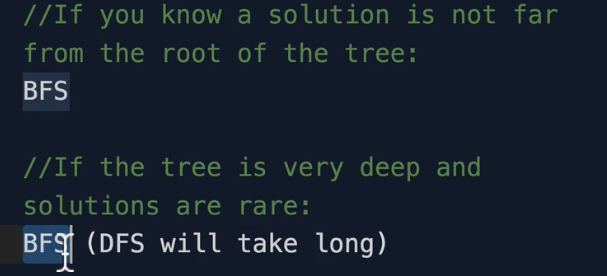 //If you know a solution is not far
from the root of the tree:
BFS
//If the tree is very deep and
solutions are rare:
BFS (DFS will take long)